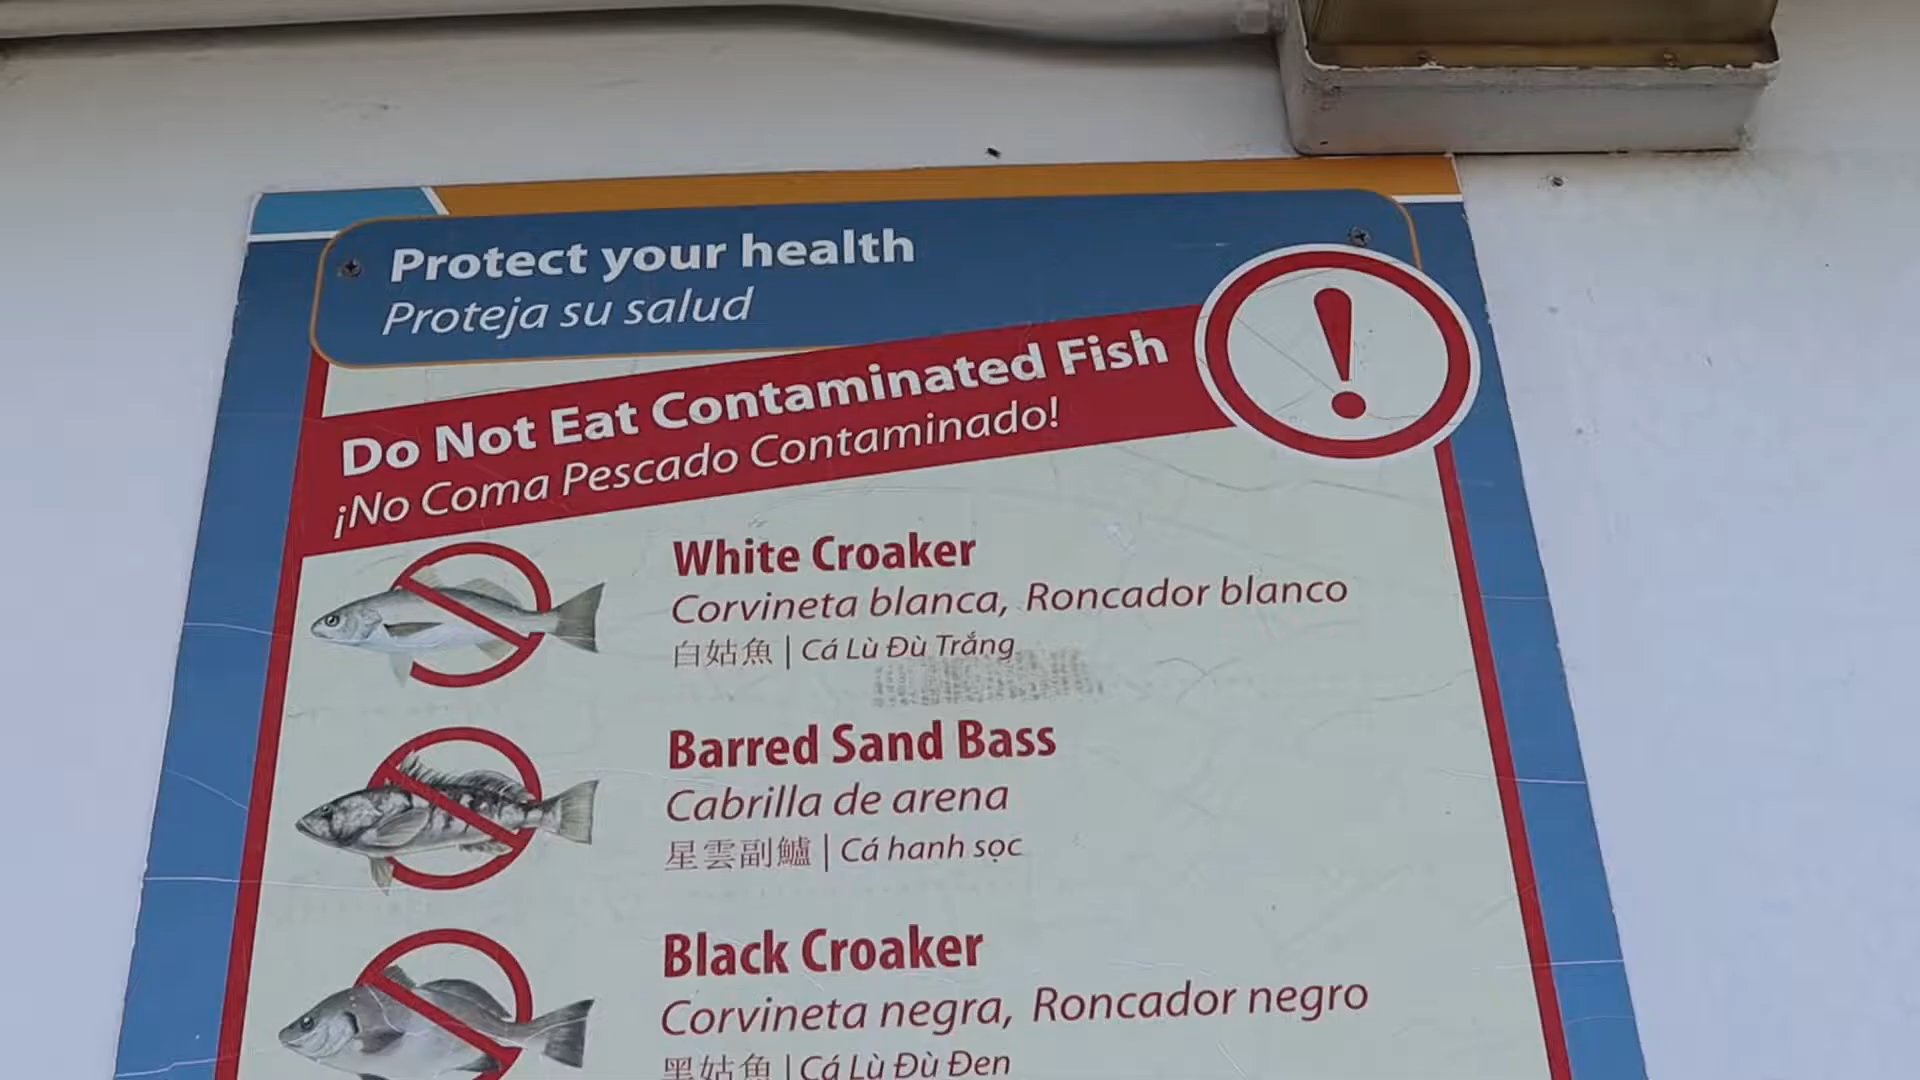 Protect your health
Proteja su salud
Do Not Eat Contaminated Fish
¡No Coma Pescado Contaminado!
White Croaker
Corvineta blanca, Roncador blanco
白姑魚 | Cá Lù Đù Trắng
Barred Sand Bass
Cabrilla de arena
星雲副鱸 | Cá hanh sọc
Black Croaker
Corvineta negra, Roncador negro
黑姑魚 | Cá Lù Đù Đen